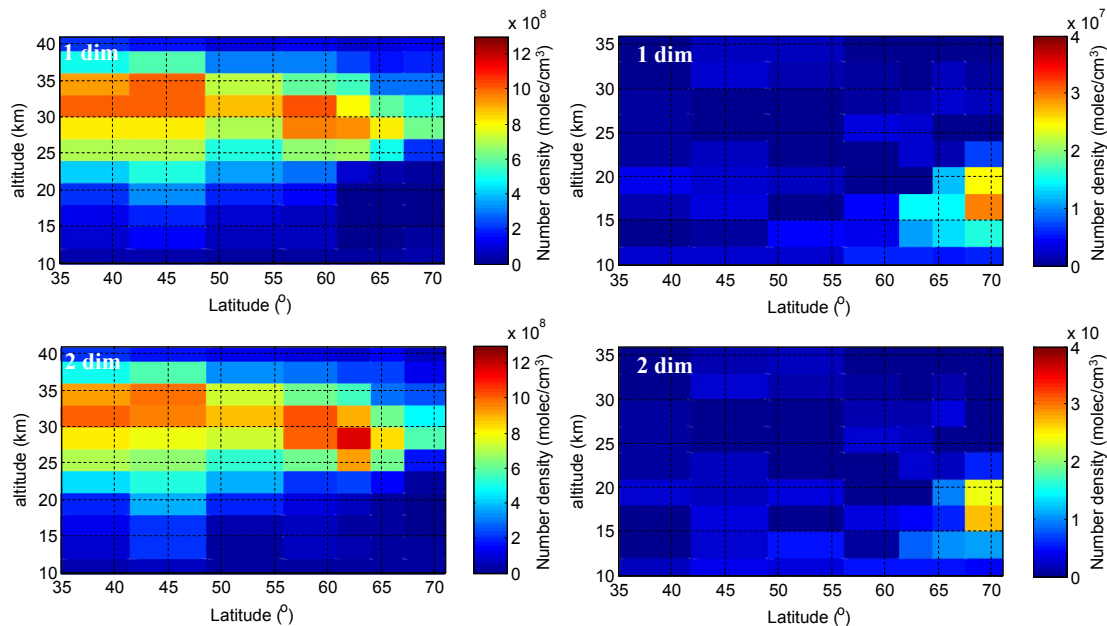 x 10⁸
1 dim
altitude (km)
40
35
30
25
20
15
10
35 40 45 50 55 60 65 70
Latitude (º)
12
10
8
6
4
2
0
Number density (molec/cm³)
x 10⁷
1 dim
altitude (km)
35
30
25
20
15
10
35 40 45 50 55 60 65 70
Latitude (º)
4
3
2
1
0
Number density (molec/cm³)
x 10⁸
2 dim
altitude (km)
40
35
30
25
20
15
10
35 40 45 50 55 60 65 70
Latitude (º)
12
10
8
6
4
2
0
Number density (molec/cm³)
x 10
2 dim
altitude (km)
35
30
25
20
15
10
35 40 45 50 55 60 65 70
Latitude (º)
4
3
2
1
0
Number density (molec/cm³)